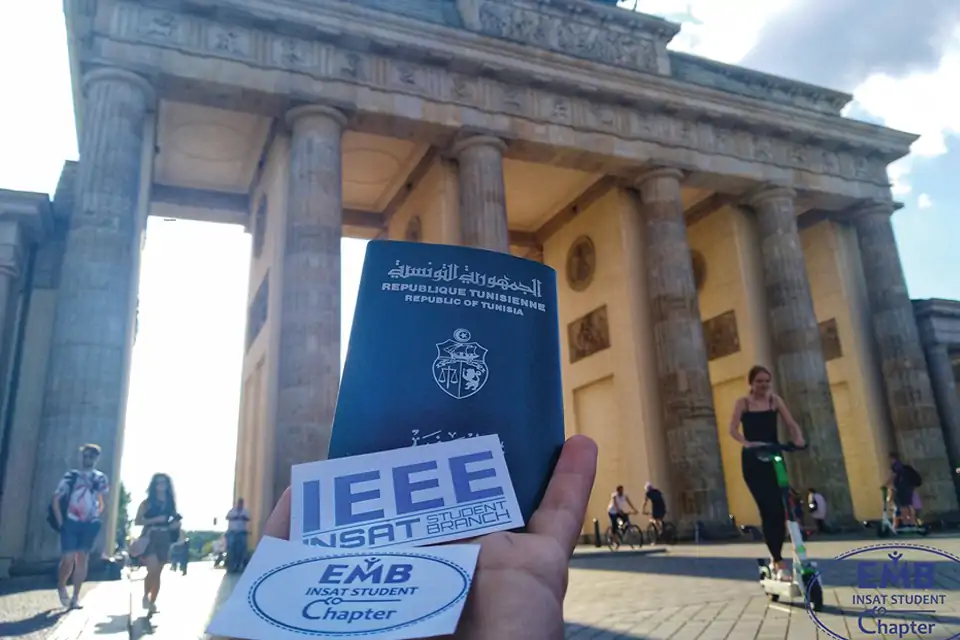 الجمهورية التونسية
REPUBLIQUE TUNISIENNE
REPUBLIC OF TUNISIA
IEEE
INSAT STUDENT
BRANCH
EMB
INSAT STUDENT
Chapter
EMB
INSAT STUDENT
Chapter